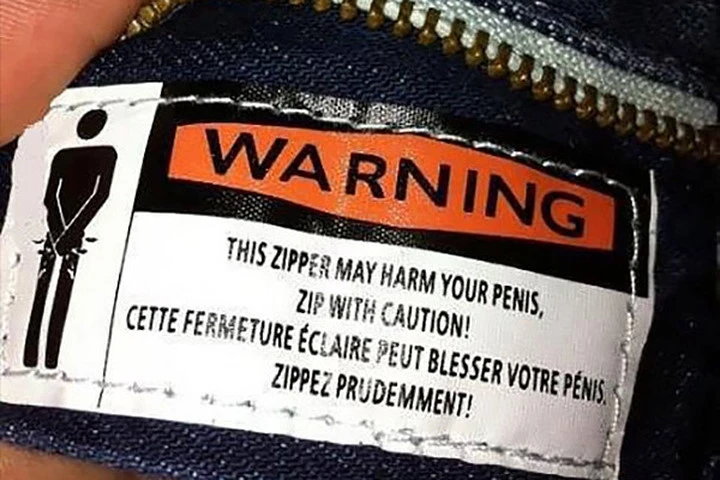 WARNING
THIS ZIPPER MAY HARM YOUR PENIS,
ZIP WITH CAUTION!
CETTE FERMETURE ÉCLAIRE PEUT BLESSER VOTRE PÉNIS.
ZIPPEZ PRUDEMMENT!